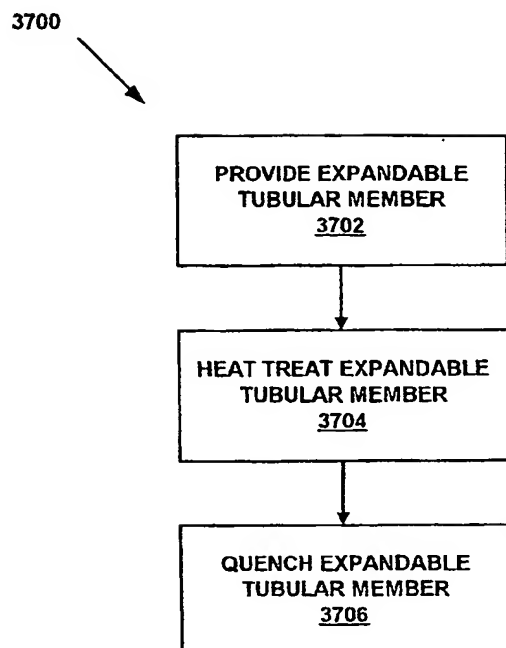 3700
PROVIDE EXPANDABLE
TUBULAR MEMBER
3702
HEAT TREAT EXPANDABLE
TUBULAR MEMBER
3704
QUENCH EXPANDABLE
TUBULAR MEMBER
3706